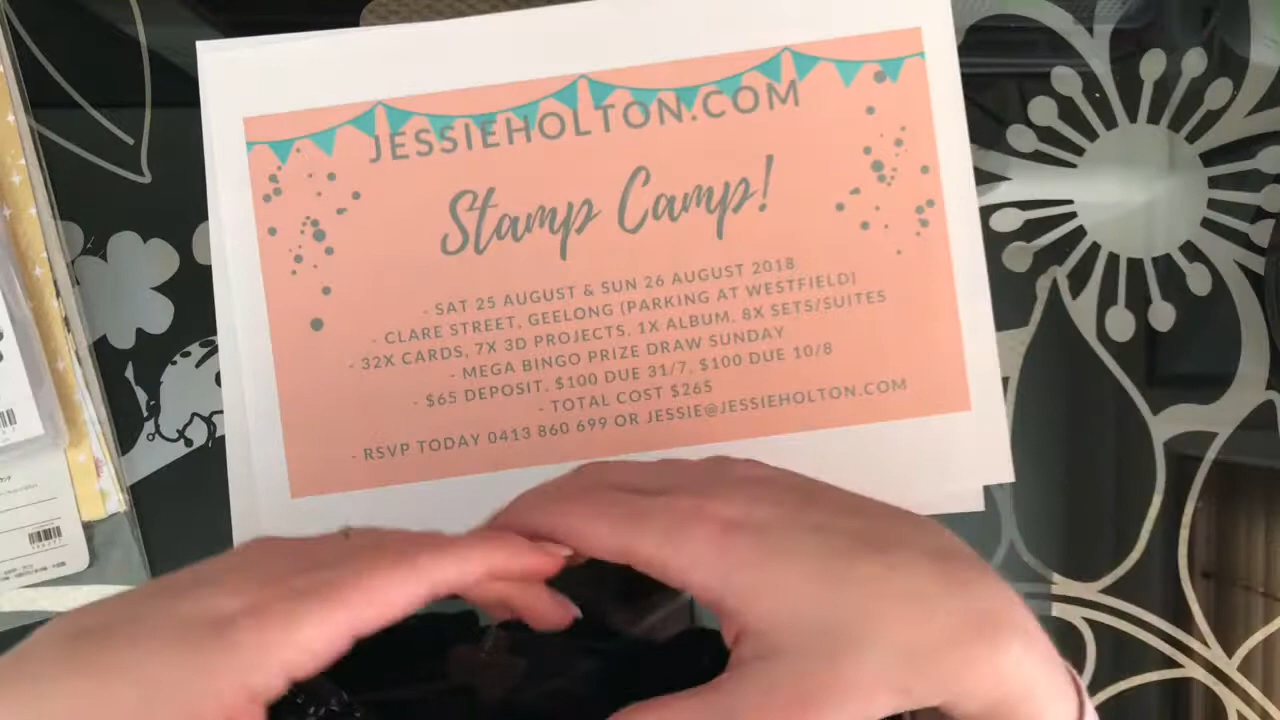 JESSIEHOLTON.COM
Stamp Camp!
- SAT 25 AUGUST & SUN 26 AUGUST 2018
- CLARE STREET, GEELONG (PARKING AT WESTFIELD)
- 32X CARDS, 7X 3D PROJECTS, 1X ALBUM, 8X SETS/SUITES
- MEGA BINGO PRIZE DRAW SUNDAY
- $65 DEPOSIT, $100 DUE 31/7, $100 DUE 10/8
- TOTAL COST $265
- RSVP TODAY 0413 860 699 OR JESSIE@JESSIEHOLTON.COM